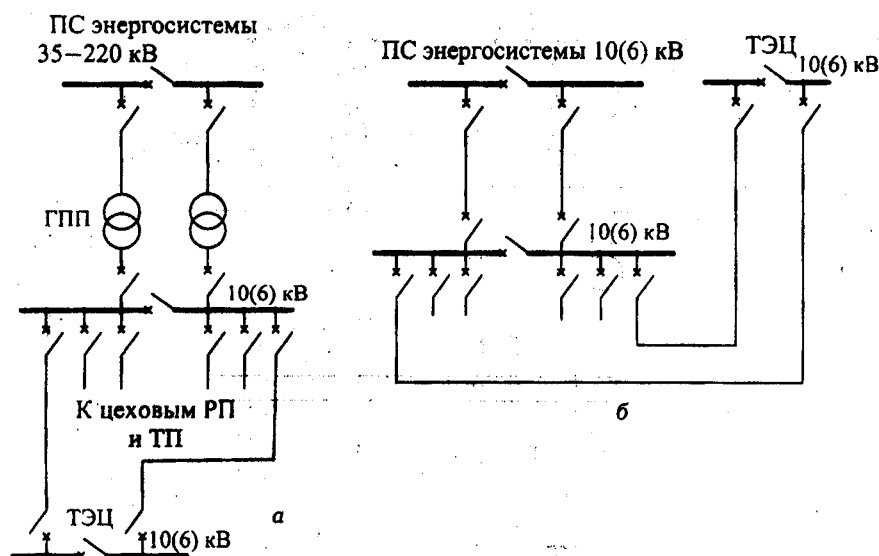 ПС энергосистемы
35–220 кВ
ГПП
10(6) кВ
К цеховым РП
и ТП
ТЭЦ
10(6) кВ
а
ПС энергосистемы 10(6) кВ
ТЭЦ
10(6) кВ
10(6) кВ
б